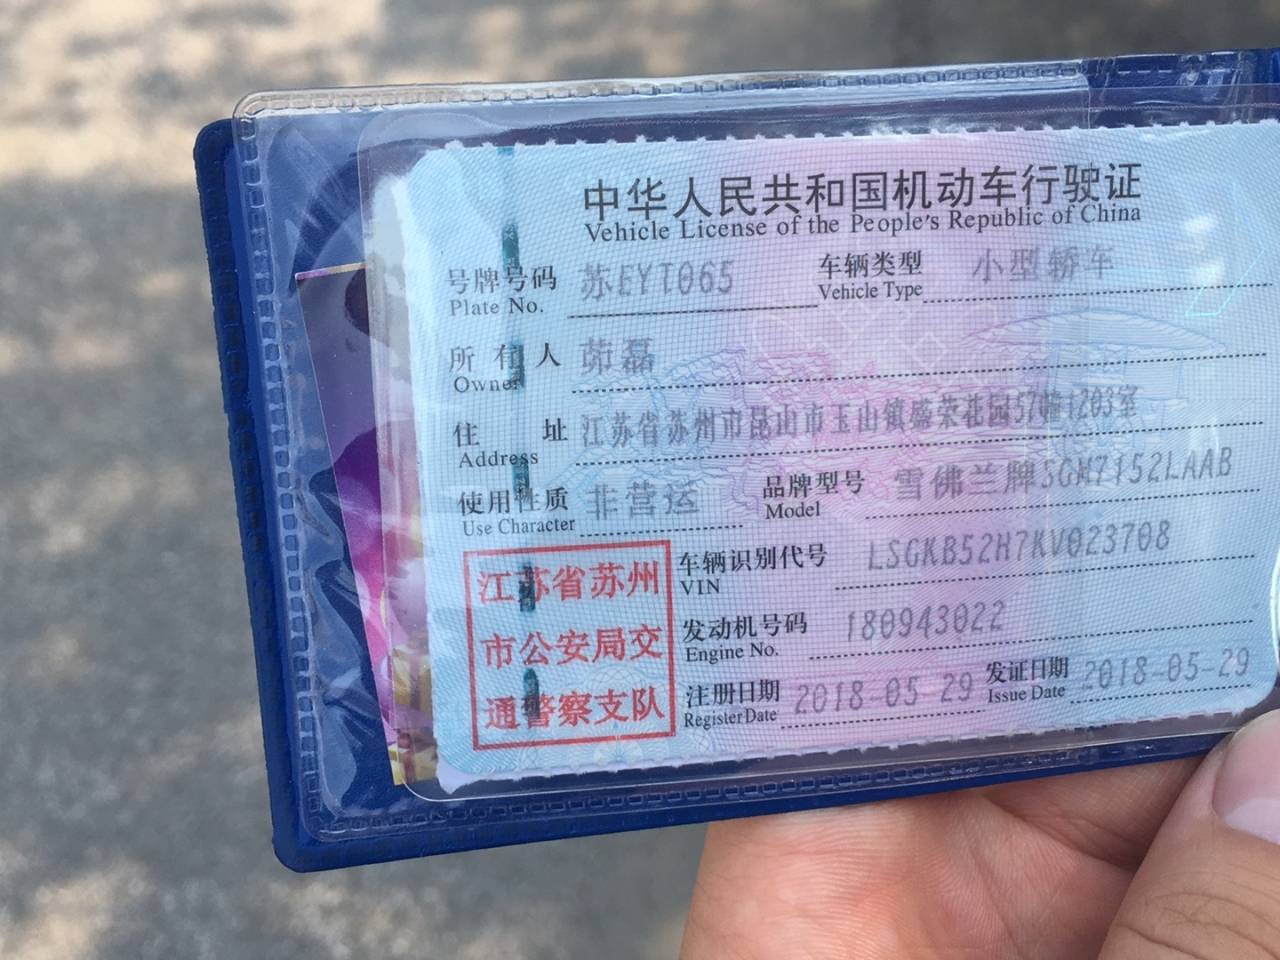 中华人民共和国机动车行驶证
Vehicle License of the People's Republic of China
号牌号码 苏EYT065 车辆类型 小型轿车
Plate No. Vehicle Type
所有人 茆磊
Owner
住址 江苏省苏州市昆山市玉山镇盛荣花园57幢1203室
Address
使用性质 非营运 品牌型号 雪佛兰牌SGM7152LAAB
Use Character Model
江苏省苏州
市公安局交
通警察支队
车辆识别代号 LSGKB52H7KV023708
VIN
发动机号码 180943022
Engine No.
注册日期 2018-05-29 发证日期 2018-05-29
Register Date Issue Date